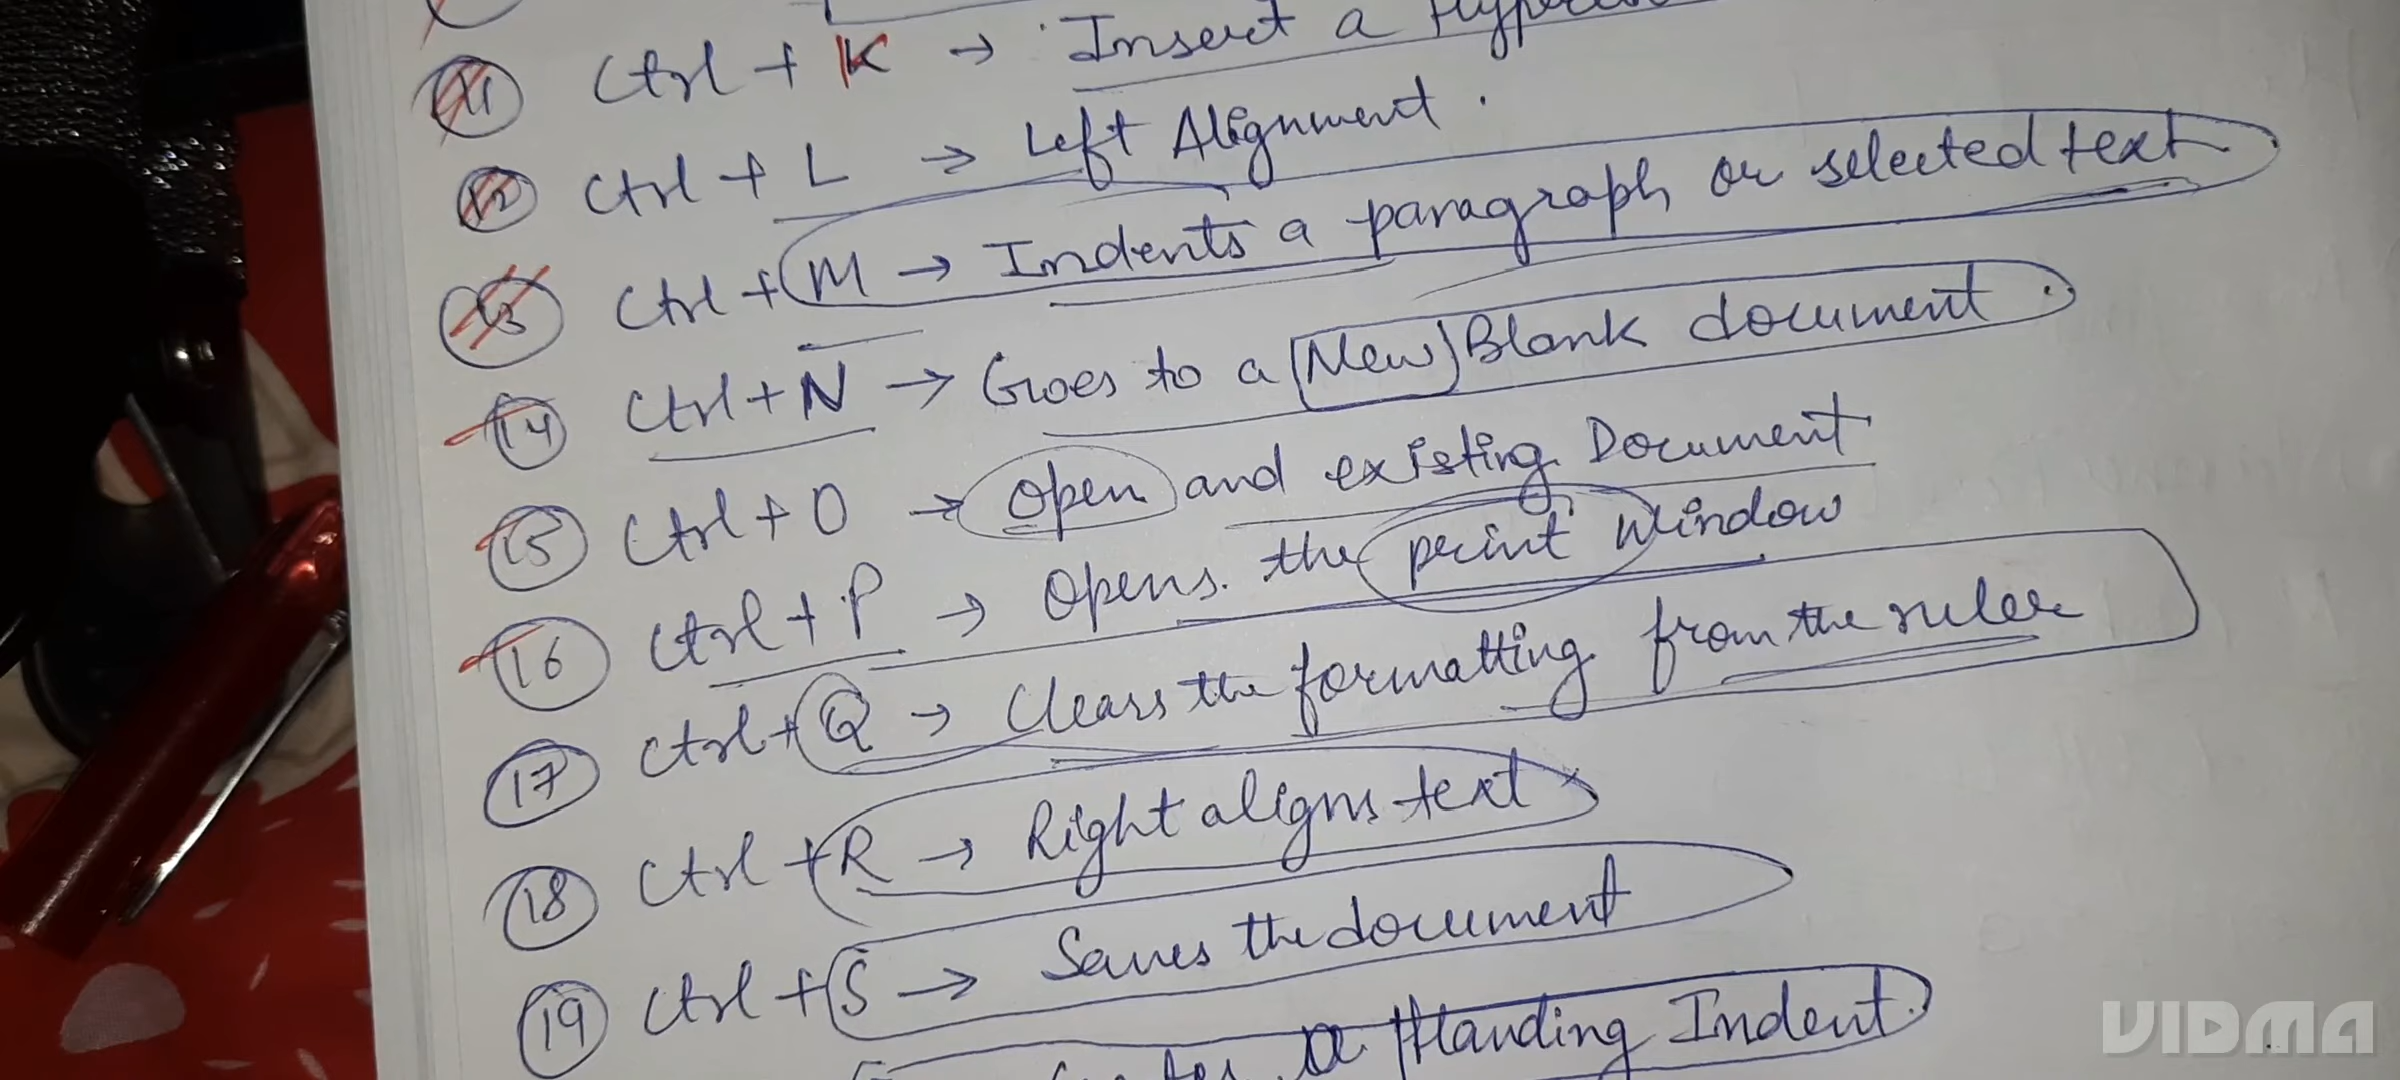 11 Ctrl + K → Insert a
12 Ctrl + L → Left Alignment.
13 Ctrl + M → Indents a paragraph or selected text
14 Ctrl + N → Goes to a New Blank document.
15 Ctrl + O → open and existing Document
16 Ctrl + P → Opens the print window
17 Ctrl + Q → Clears the formatting from the ruler
18 Ctrl + R → Right aligns text
19 Ctrl + S → Saves the document
a Handing Indent.
VIDMA